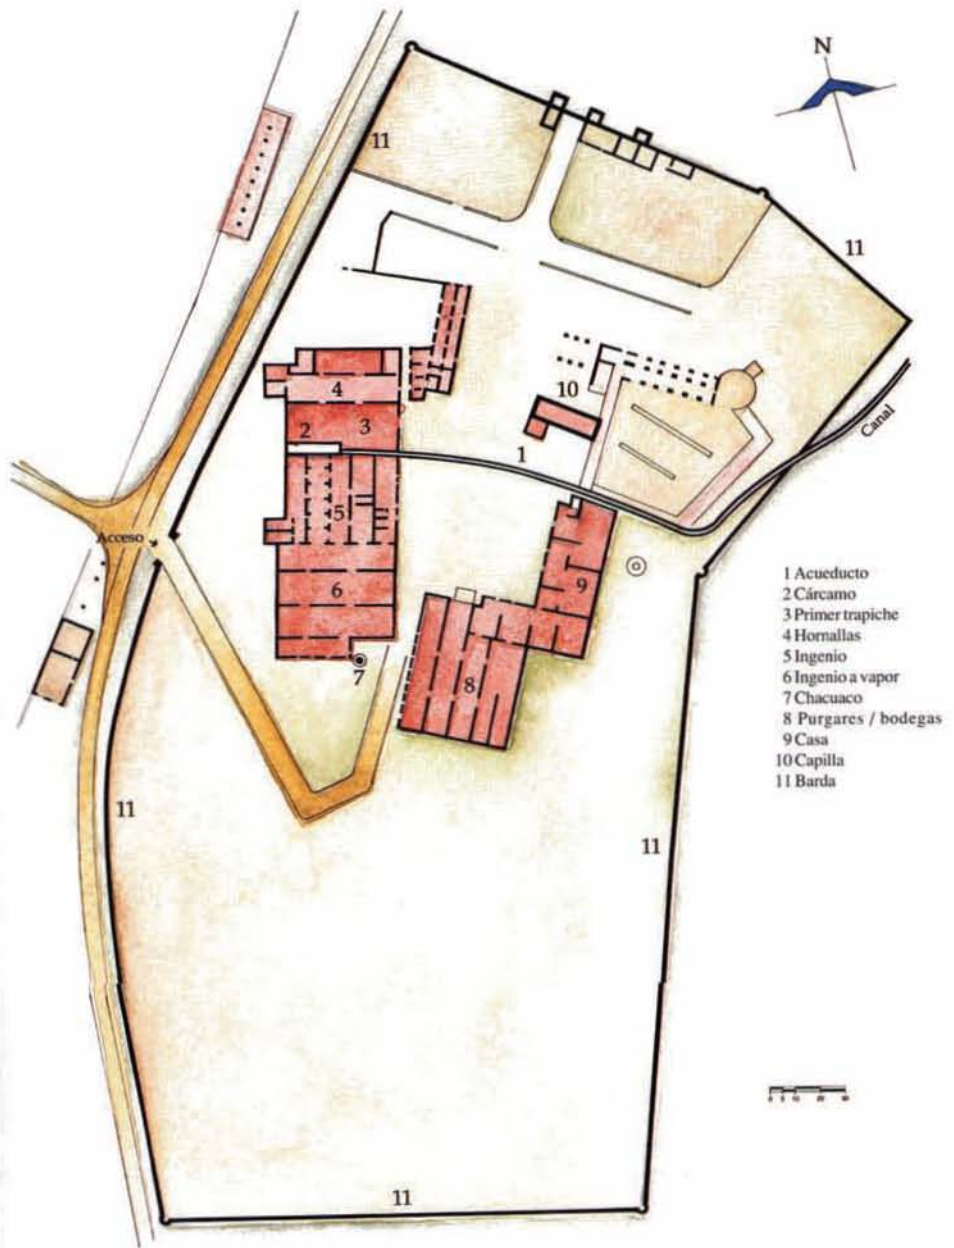 N
11
11
10
4
2
3
1
Canal
5
Acceso
9
6
7
8
1 Acueducto
2 Cárcamo
3 Primer trapiche
4 Hornallas
5 Ingenio
6 Ingenio a vapor
7 Chacuaco
8 Purgares / bodegas
9 Casa
10 Capilla
11 Barda
11
11
11